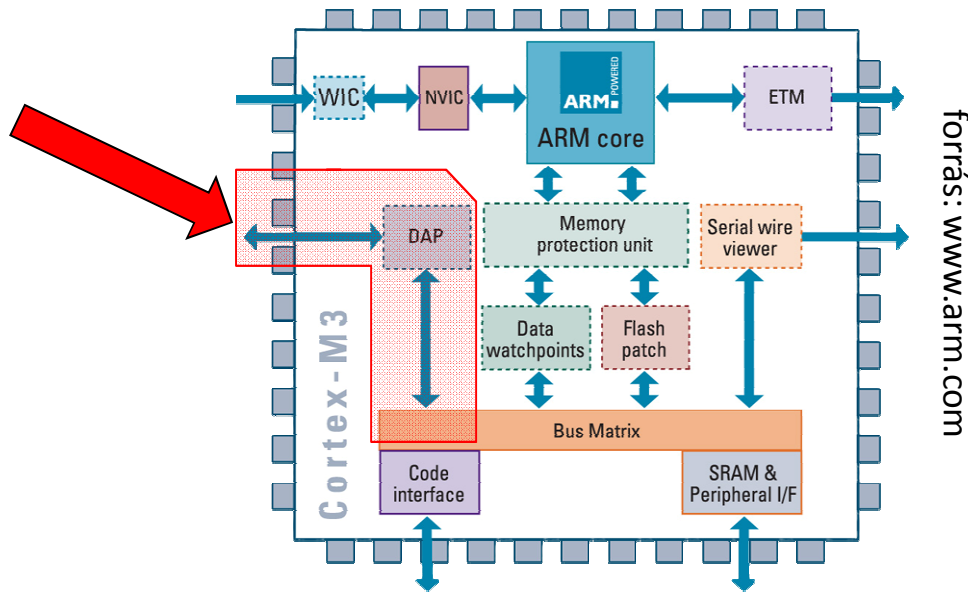 WIC
NVIC
ARM
POWERED
ARM core
ETM
DAP
Memory
protection unit
Serial wire
viewer
Data
watchpoints
Flash
patch
Bus Matrix
Code
interface
SRAM &
Peripheral I/F
Cortex-M3
forrás: www.arm.com